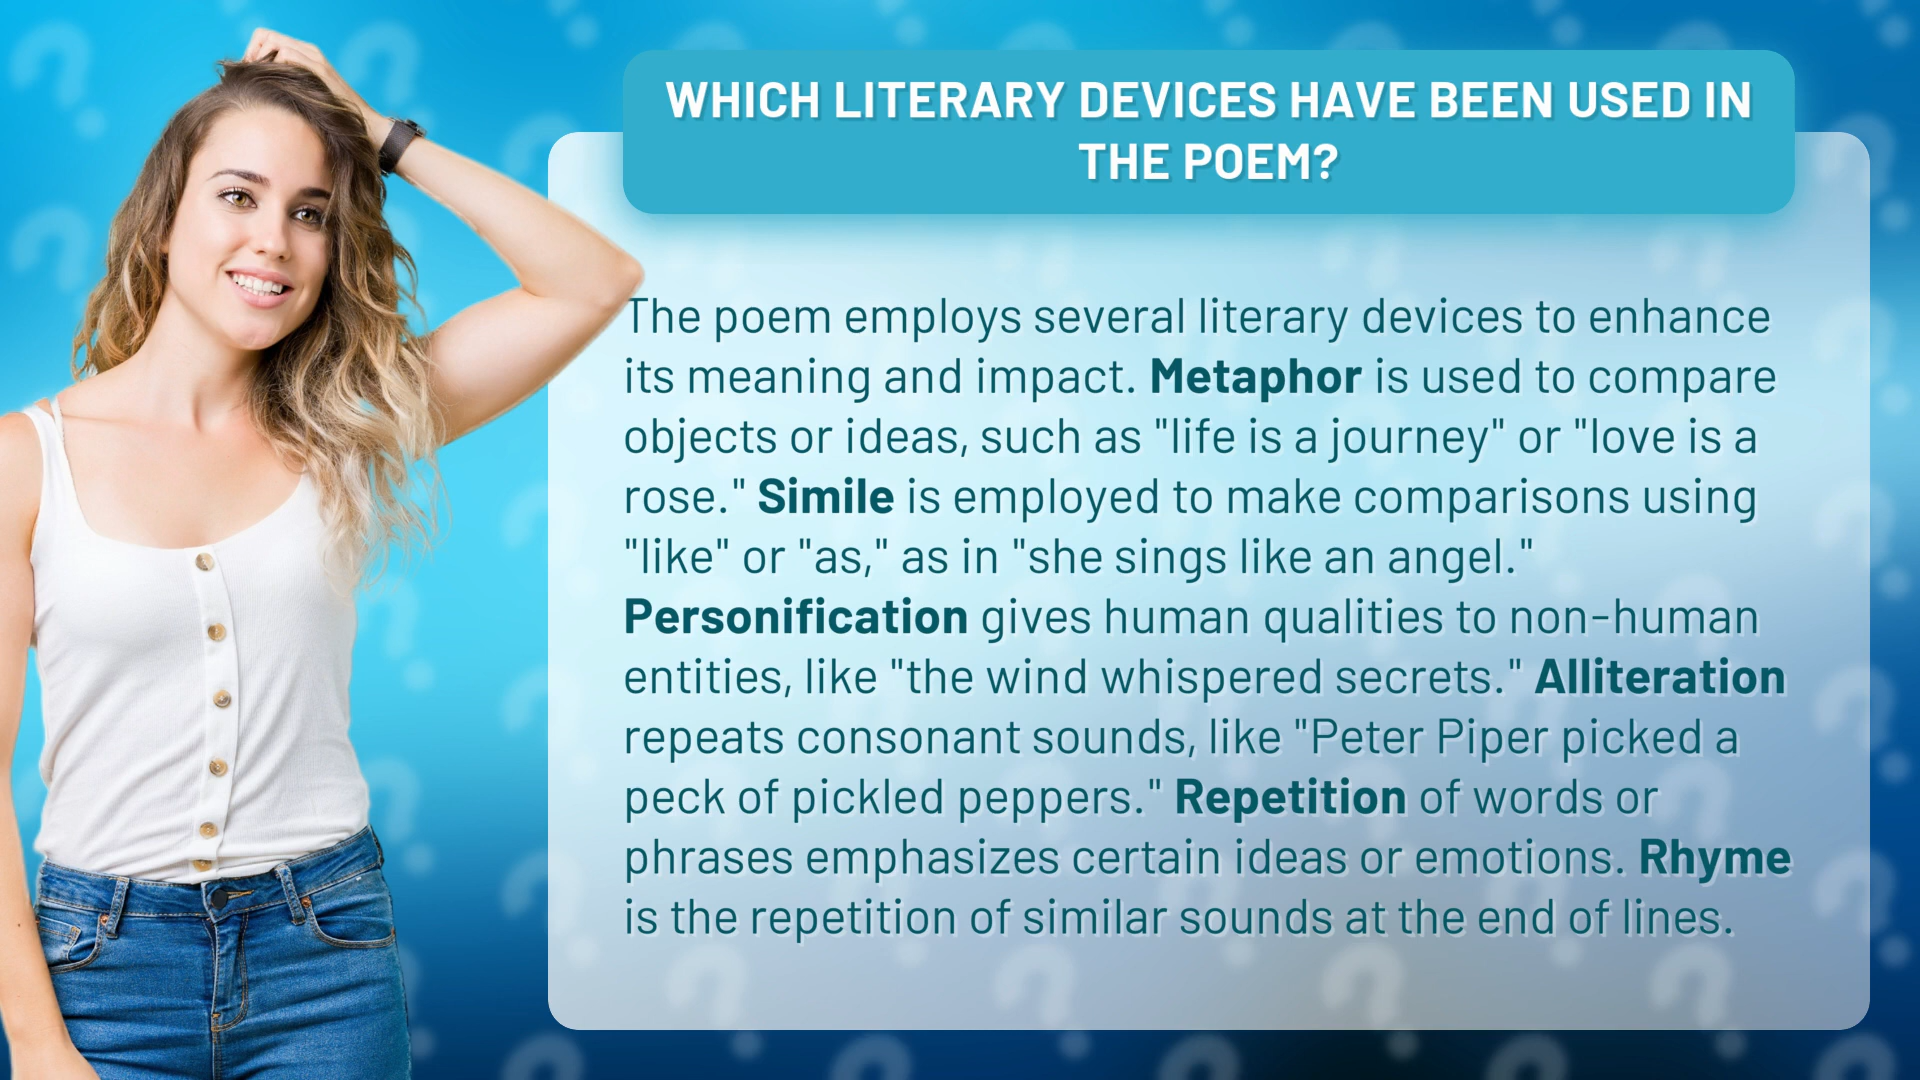 WHICH LITERARY DEVICES HAVE BEEN USED IN
THE POEM?
The poem employs several literary devices to enhance
its meaning and impact. Metaphor is used to compare
objects or ideas, such as "life is a journey" or "love is a
rose." Simile is employed to make comparisons using
"like" or "as," as in "she sings like an angel."
Personification gives human qualities to non-human
entities, like "the wind whispered secrets." Alliteration
repeats consonant sounds, like "Peter Piper picked a
peck of pickled peppers." Repetition of words or
phrases emphasizes certain ideas or emotions. Rhyme
is the repetition of similar sounds at the end of lines.